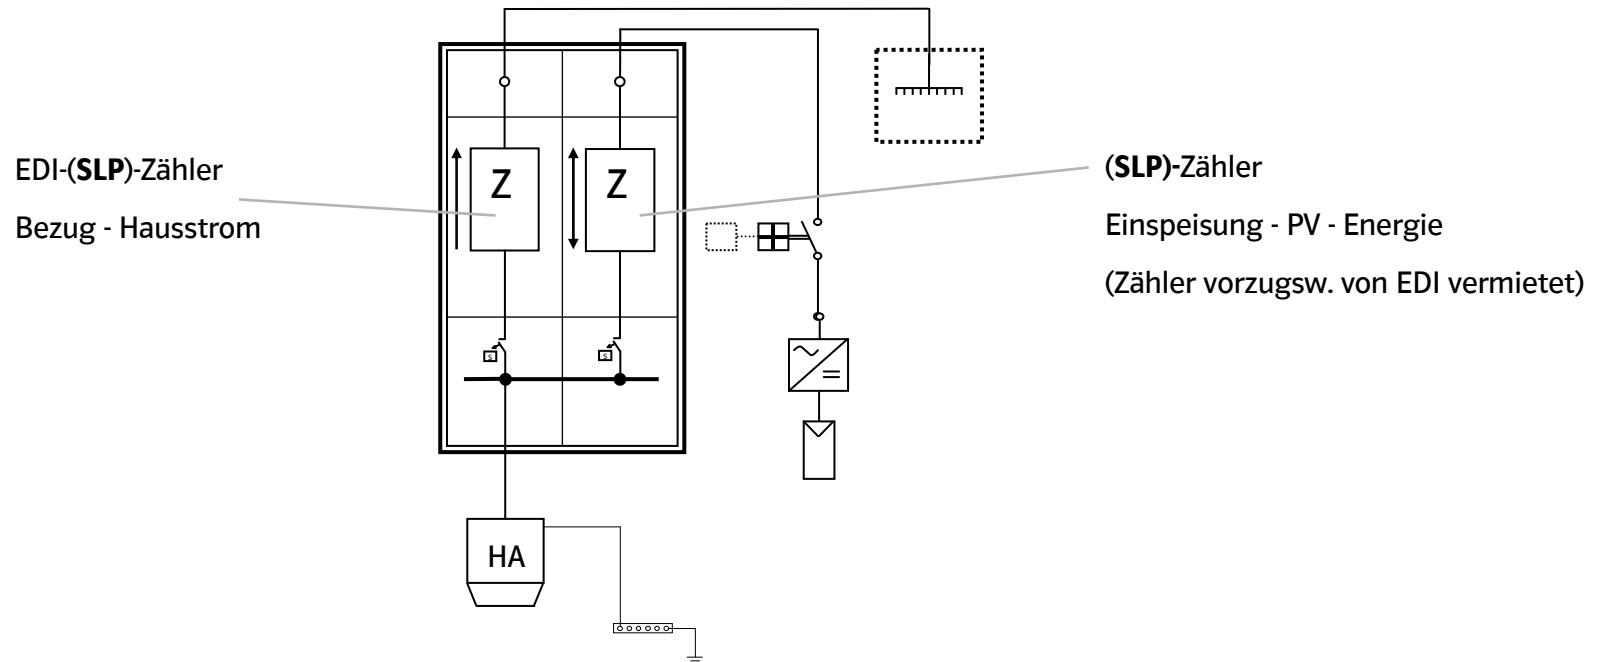 EDI-(SLP)-Zähler
Bezug - Hausstrom
Z
Z
(SLP)-Zähler
Einspeisung - PV - Energie
(Zähler vorzugsw. von EDI vermietet)
S
S
HA